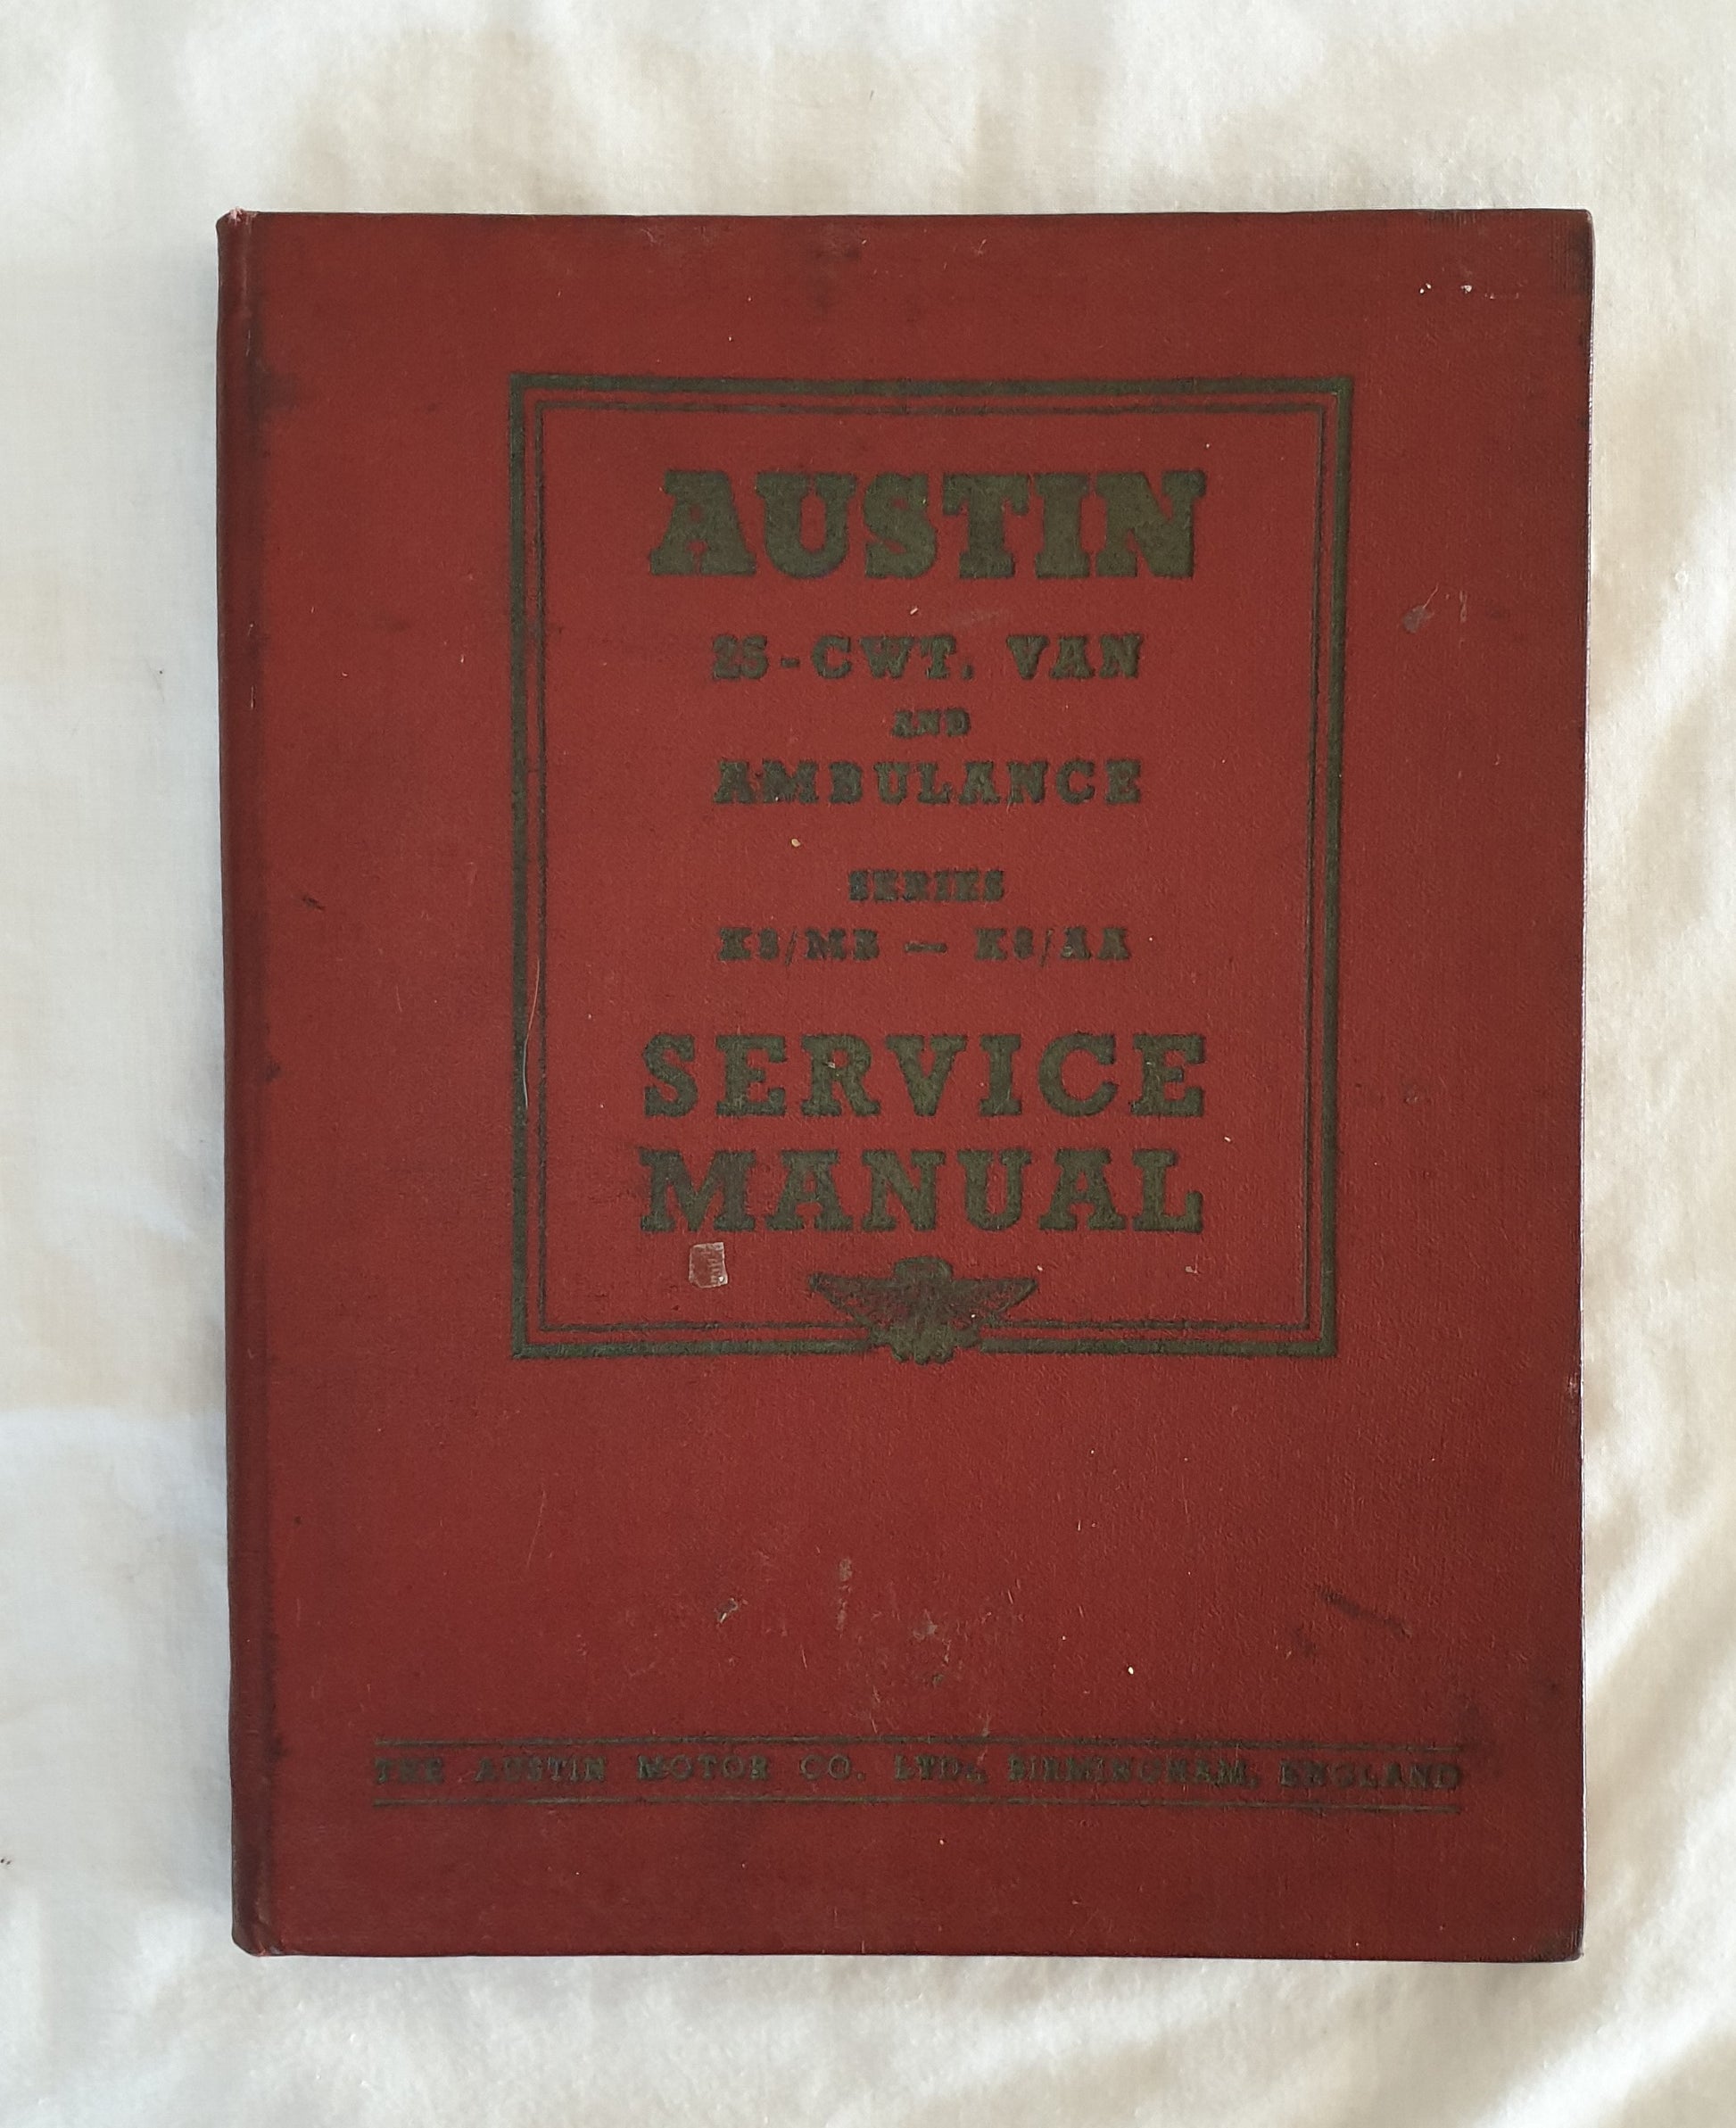 AUSTIN
25-CWT. VAN
AND
AMBULANCE
SERIES
K8/MB — K8/AA
SERVICE
MANUAL
THE AUSTIN MOTOR CO. LTD., BIRMINGHAM, ENGLAND